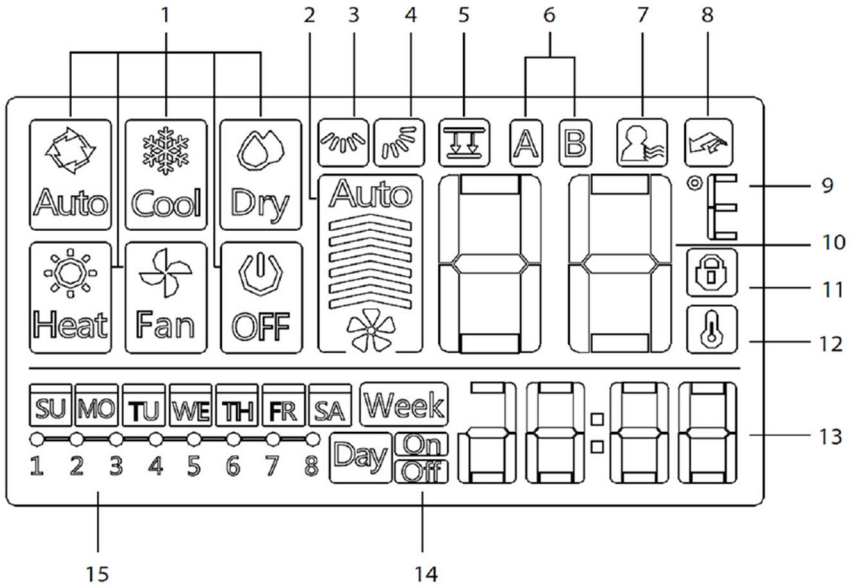 1 2 3 4 5 6 7 8
Auto Cool Dry
A B
Auto
9
10
Heat Fan OFF
11
12
SU MO TU WE TH FR SA Week
1 2 3 4 5 6 7 8
Day On
Off
13
15 14